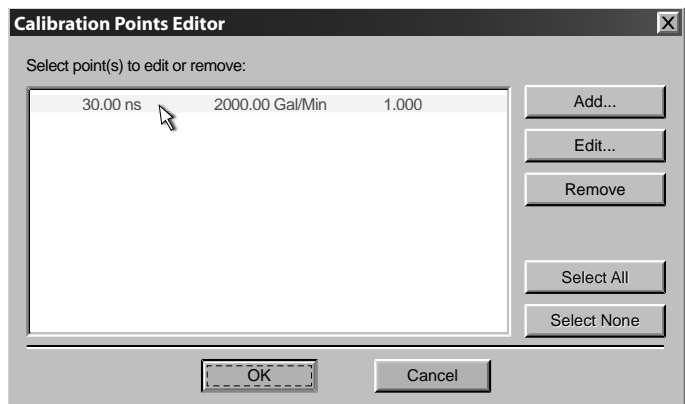 Calibration Points Editor
X
Select point(s) to edit or remove:
30.00 ns 2000.00 Gal/Min 1.000
Add...
Edit...
Remove
Select All
Select None
OK
Cancel